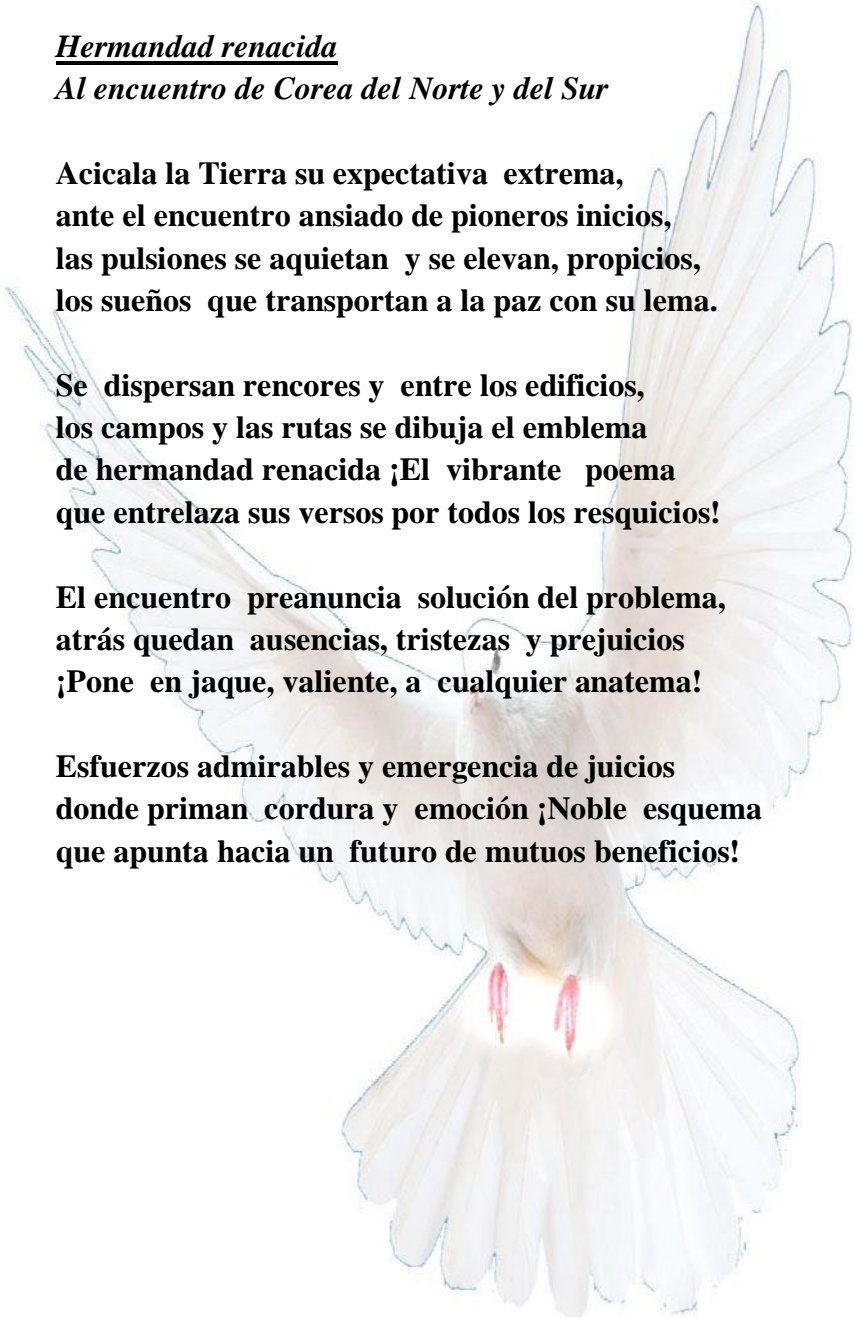 Hermandad renacida
Al encuentro de Corea del Norte y del Sur
Acicala la Tierra su expectativa extrema,
ante el encuentro ansiado de pioneros inicios,
las pulsiones se aquietan y se elevan, propicios,
los sueños que transportan a la paz con su lema.
Se dispersan rencores y entre los edificios,
los campos y las rutas se dibuja el emblema
de hermandad renacida ¡El vibrante poema
que entrelaza sus versos por todos los resquicios!
El encuentro preanuncia solución del problema,
atrás quedan ausencias, tristezas y prejuicios
¡Pone en jaque, valiente, a cualquier anatema!
Esfuerzos admirables y emergencia de juicios
donde priman cordura y emoción ¡Noble esquema
que apunta hacia un futuro de mutuos beneficios!